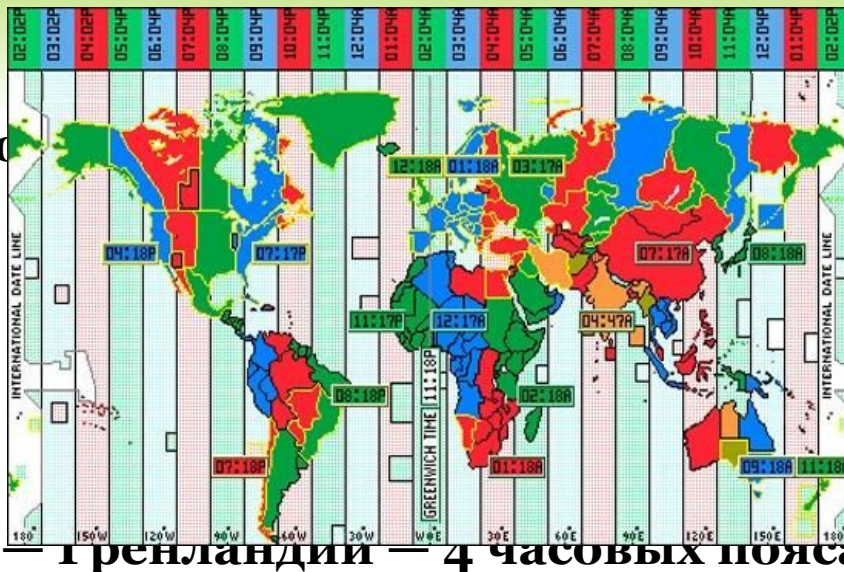 02:02P 03:02P 04:02P 05:04P 06:04P 07:04P 08:04P 09:04P 10:04P 11:04P 12:04A 01:04A 02:04A 03:04A 04:04A 05:04A 06:04A 07:04A 08:04A 09:04A 10:04A 11:04A 12:04P 01:04P 02:02P
12:18A 01:18A 03:17A
04:18P 07:17P 07:17A 08:18A
INTERNATIONAL DATE LINE
INTERNATIONAL DATE LINE
11:17P 12:17A 04:47A
08:18P 02:18A
GREENWICH TIME 11:18P
07:18P 01:18A 09:18A 11:18
180° 150W 120W 90W 60W 30W W0E 30E 60E 90E 120E 150E 180
— Гренландии — 4 часовых пояса